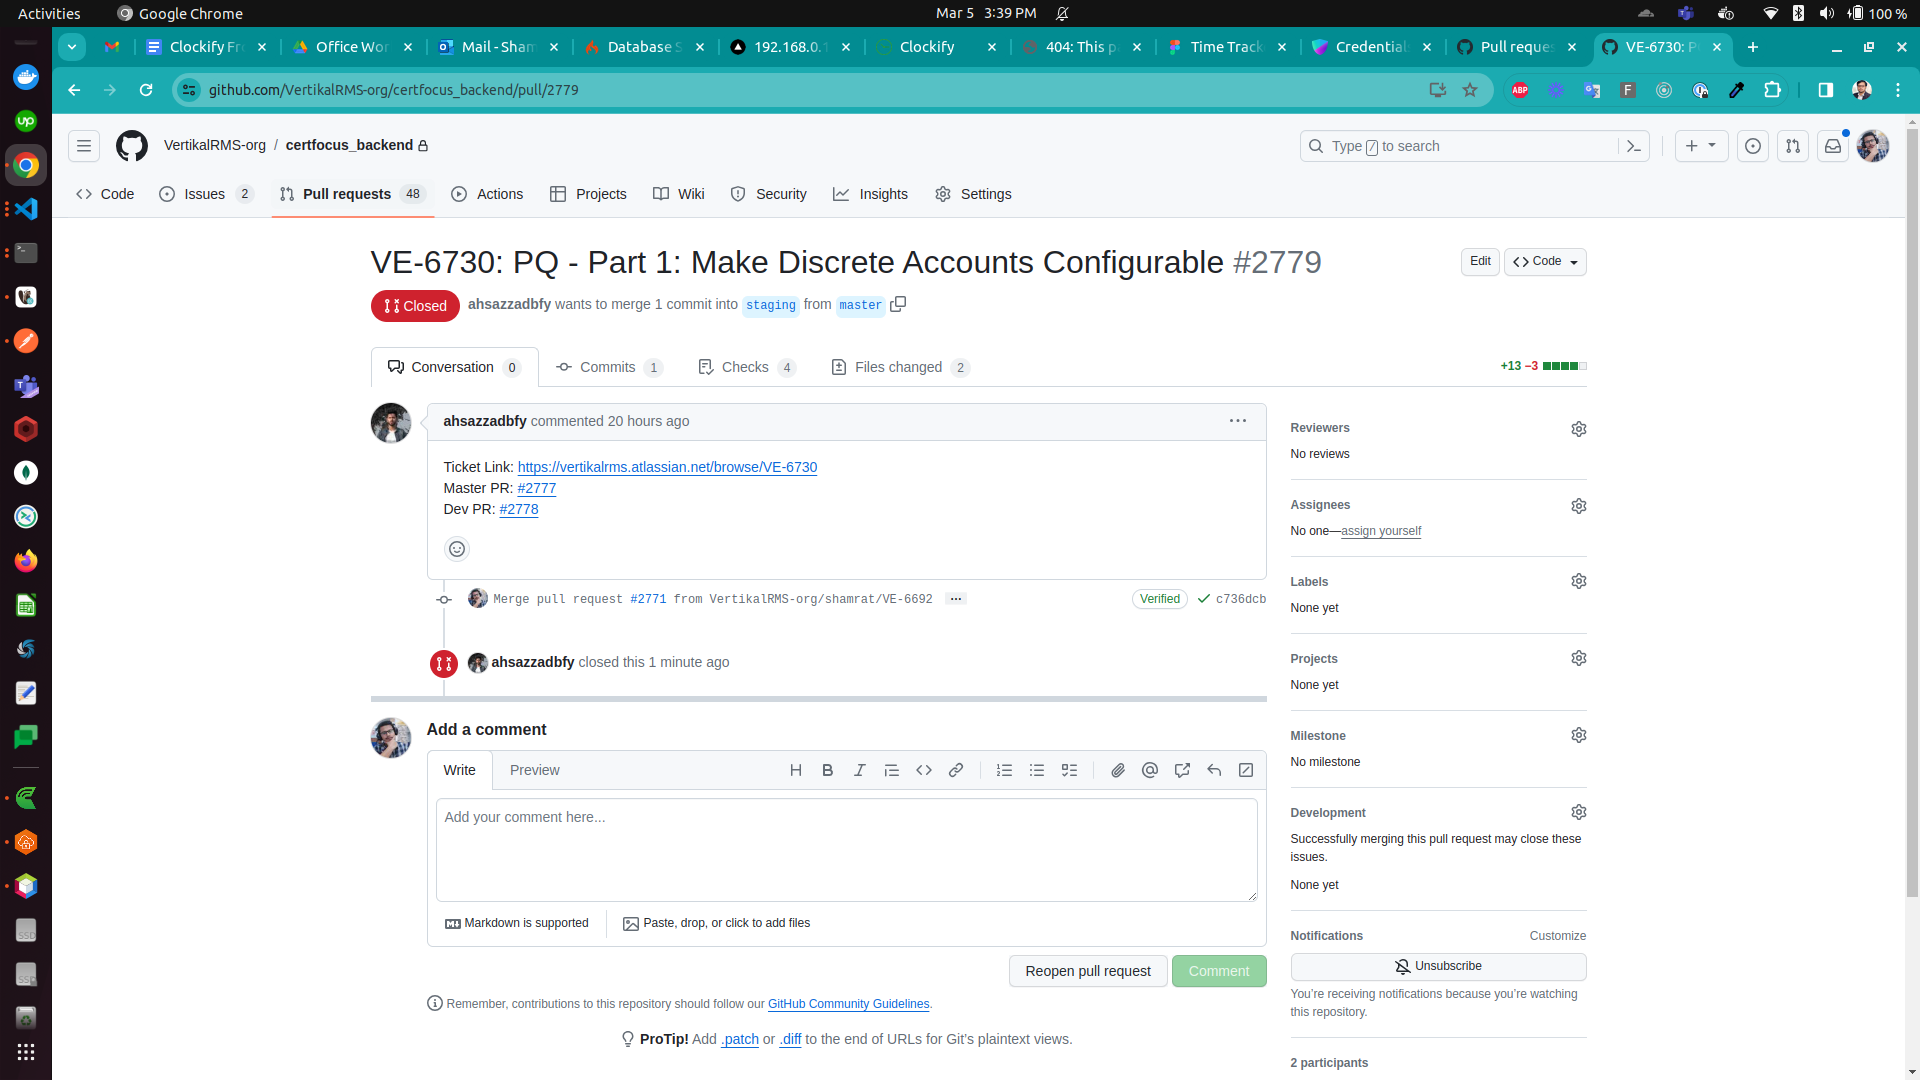 Activities
Google Chrome
Mar 5 3:39 PM
100 %
Clockify Fr
Office Wor
Mail - Sham
Database S
192.168.0.1
Clockify
404: This pa
Time Track
Credentials
Pull reques
VE-6730: P
github.com/VertikalRMS-org/certfocus_backend/pull/2779
VertikalRMS-org / certfocus_backend
Type / to search
Code
Issues 2
Pull requests 48
Actions
Projects
Wiki
Security
Insights
Settings
VE-6730: PQ - Part 1: Make Discrete Accounts Configurable #2779
Edit
Code
Closed
ahsazzadbfy wants to merge 1 commit into staging from master
Conversation 0
Commits 1
Checks 4
Files changed 2
+13 −3
ahsazzadbfy commented 20 hours ago
Ticket Link: https://vertikalrms.atlassian.net/browse/VE-6730
Master PR: #2777
Dev PR: #2778
Merge pull request #2771 from VertikalRMS-org/shamrat/VE-6692
Verified
c736dcb
ahsazzadbfy closed this 1 minute ago
Add a comment
Write
Preview
Add your comment here...
Markdown is supported
Paste, drop, or click to add files
Reopen pull request
Comment
Remember, contributions to this repository should follow our GitHub Community Guidelines.
ProTip! Add .patch or .diff to the end of URLs for Git's plaintext views.
Reviewers
No reviews
Assignees
No one—assign yourself
Labels
None yet
Projects
None yet
Milestone
No milestone
Development
Successfully merging this pull request may close these
issues.
None yet
Notifications
Customize
Unsubscribe
You're receiving notifications because you're watching
this repository.
2 participants